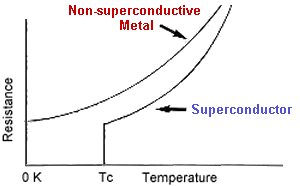 Non-superconductive
Metal
Superconductor
Resistance
0 K
Tc
Temperature